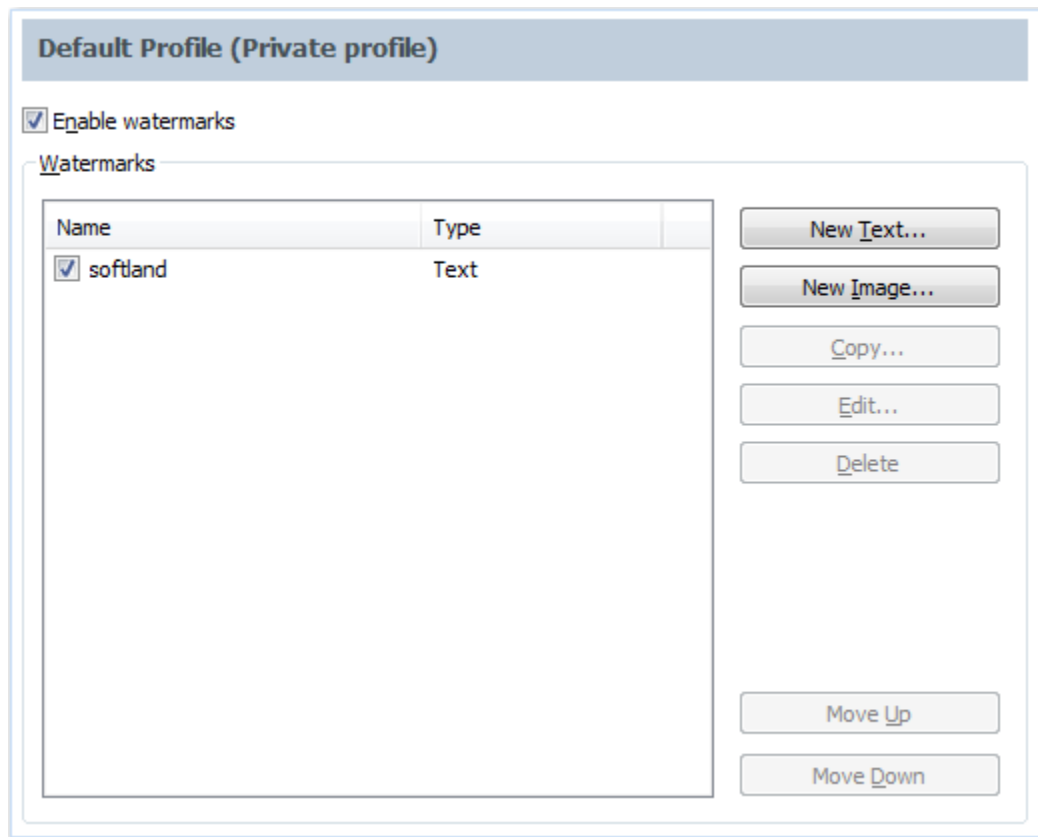 Default Profile (Private profile)
Enable watermarks
Watermarks
Name Type
softland Text
New Text...
New Image...
Copy...
Edit...
Delete
Move Up
Move Down